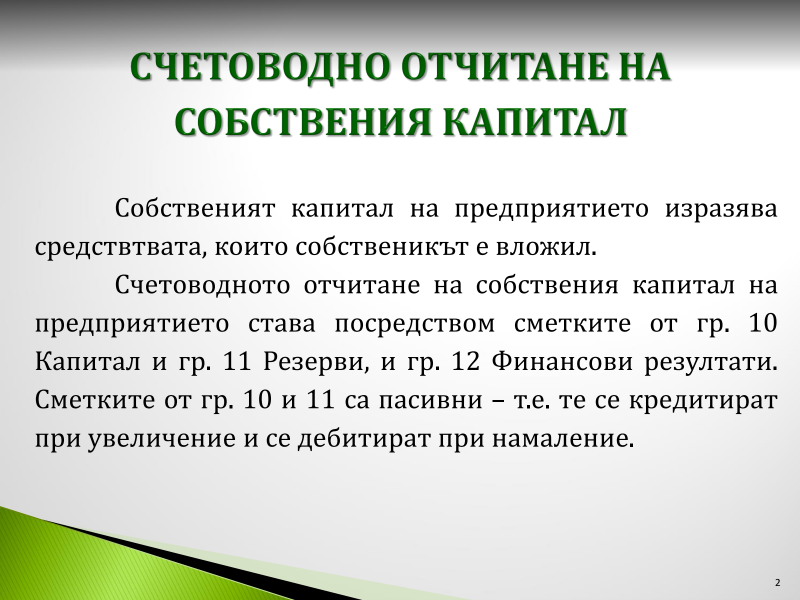 СЧЕТОВОДНО ОТЧИТАНЕ НА
СОБСТВЕНИЯ КАПИТАЛ
Собственият капитал на предприятието изразява
средствтвата, които собственикът е вложил.
Счетоводното отчитане на собствения капитал на
предприятието става посредством сметките от гр. 10
Капитал и гр. 11 Резерви, и гр. 12 Финансови резултати.
Сметките от гр. 10 и 11 са пасивни – т.е. те се кредитират
при увеличение и се дебитират при намаление.
2